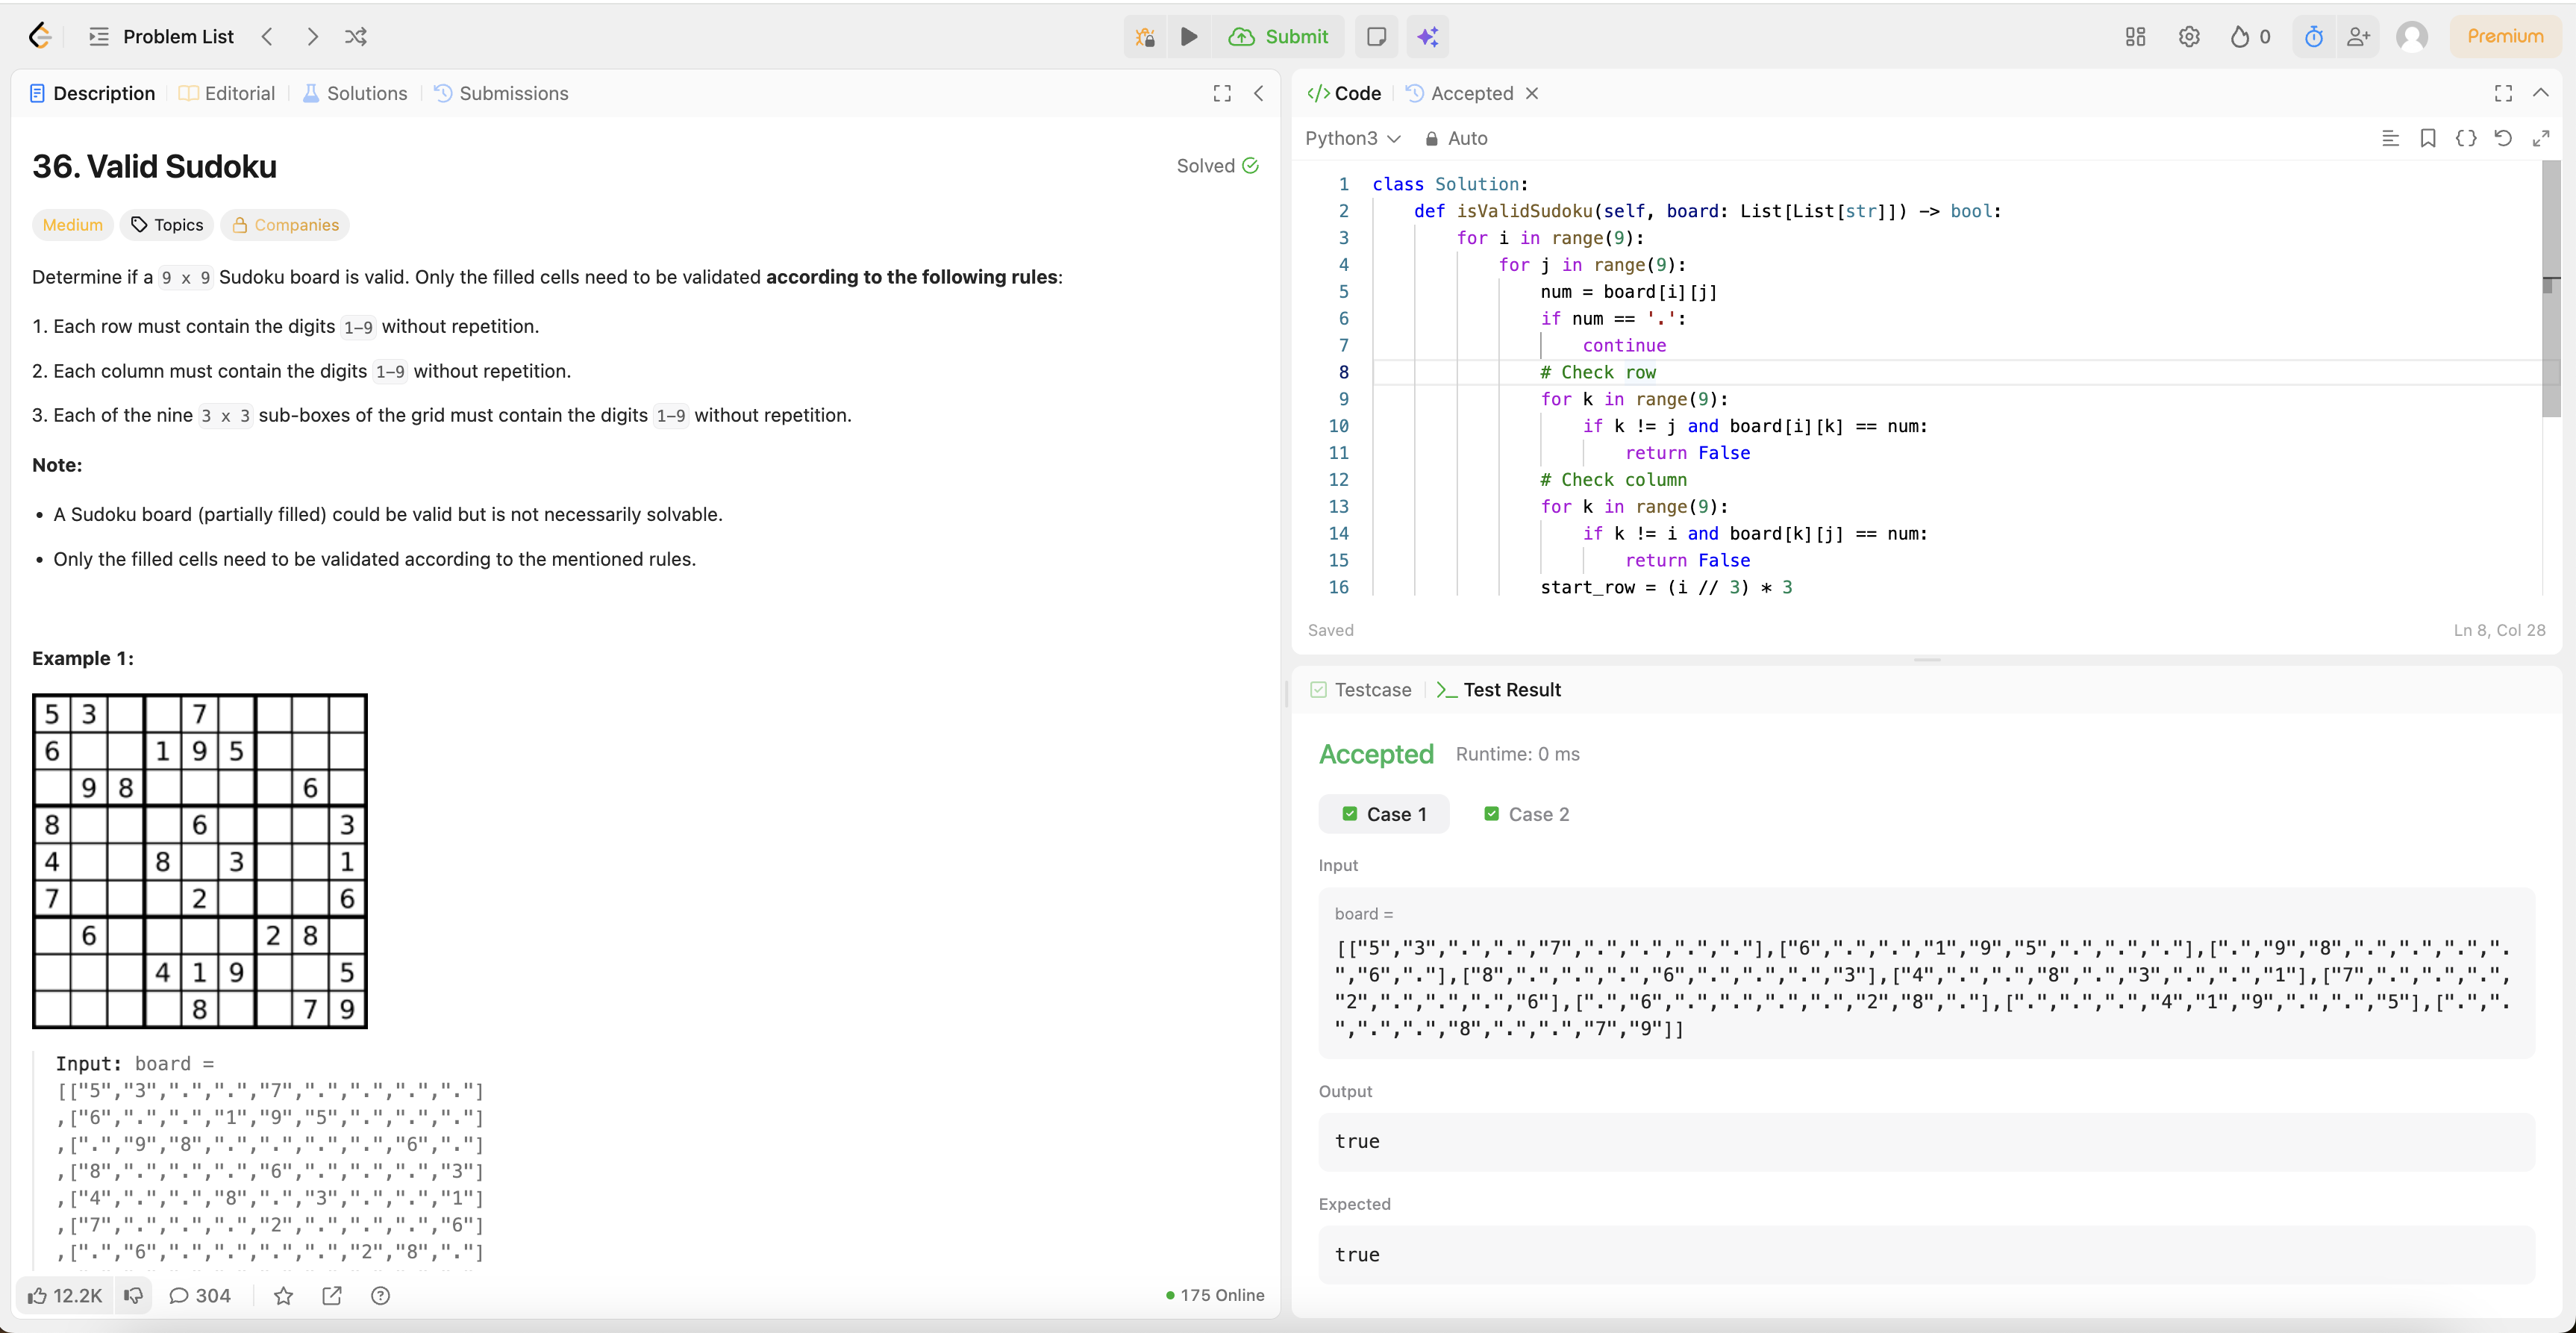 Problem List
Submit
0
Premium
Description
Editorial
Solutions
Submissions
36. Valid Sudoku
Solved
Medium
Topics
Companies
Determine if a 9 x 9 Sudoku board is valid. Only the filled cells need to be validated according to the following rules:
1. Each row must contain the digits 1-9 without repetition.
2. Each column must contain the digits 1-9 without repetition.
3. Each of the nine 3 x 3 sub-boxes of the grid must contain the digits 1-9 without repetition.
Note:
• A Sudoku board (partially filled) could be valid but is not necessarily solvable.
• Only the filled cells need to be validated according to the mentioned rules.
Example 1:
5 3 7
6 1 9 5
9 8 6
8 6 3
4 8 3 1
7 2 6
6 2 8
4 1 9 5
8 7 9
Input: board =
[["5","3",".",".","7",".",".",".","."]
,["6",".",".","1","9","5",".",".","."]
,[".","9","8",".",".",".",".","6","."]
,["8",".",".",".","6",".",".",".","3"]
,["4",".",".","8",".","3",".",".","1"]
,["7",".",".",".","2",".",".",".","6"]
,[".","6",".",".",".",".","2","8","."]
12.2K
304
175 Online
</> Code
Accepted
Python3
Auto
1 class Solution:
2 def isValidSudoku(self, board: List[List[str]]) -> bool:
3 for i in range(9):
4 for j in range(9):
5 num = board[i][j]
6 if num == '.':
7 continue
8 # Check row
9 for k in range(9):
10 if k != j and board[i][k] == num:
11 return False
12 # Check column
13 for k in range(9):
14 if k != i and board[k][j] == num:
15 return False
16 start_row = (i // 3) * 3
Saved
Ln 8, Col 28
Testcase
Test Result
Accepted
Runtime: 0 ms
Case 1
Case 2
Input
board =
[["5","3",".",".","7",".",".",".","."],["6",".",".","1","9","5",".",".","."],[".","9","8",".",".",".",".
","6","."],["8",".",".",".","6",".",".",".","3"],["4",".",".","8",".","3",".",".","1"],["7",".",".",".",
"2",".",".",".","6"],[".","6",".",".",".",".","2","8","."],[".",".",".","4","1","9",".",".","5"],[".",".
",".",".","8",".",".","7","9"]]
Output
true
Expected
true